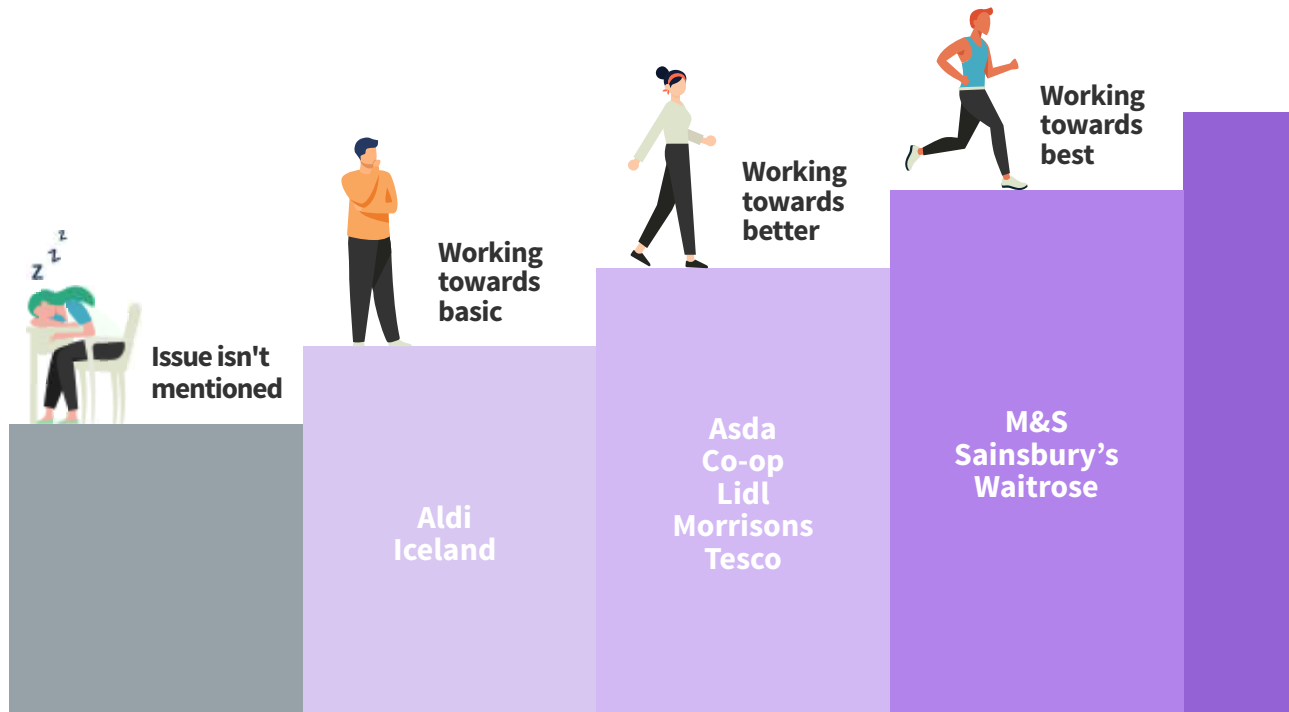 z
z
z
Issue isn't
mentioned
Working
towards
basic
Aldi
Iceland
Working
towards
better
Asda
Co-op
Lidl
Morrisons
Tesco
Working
towards
best
M&S
Sainsbury’s
Waitrose